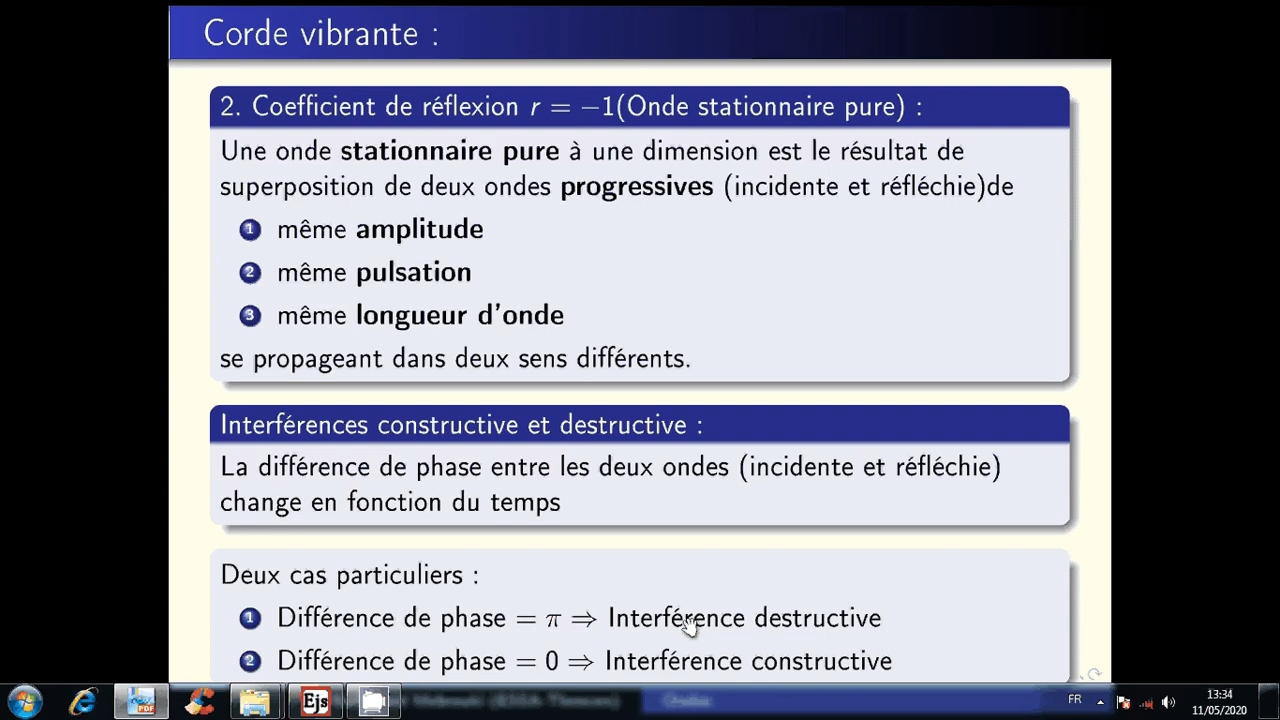 Corde vibrante :
2. Coefficient de réflexion r = −1(Onde stationnaire pure) :
Une onde stationnaire pure à une dimension est le résultat de
superposition de deux ondes progressives (incidente et réfléchie)de
1 même amplitude
2 même pulsation
3 même longueur d'onde
se propageant dans deux sens différents.
Interférences constructive et destructive :
La différence de phase entre les deux ondes (incidente et réfléchie)
change en fonction du temps
Deux cas particuliers :
1 Différence de phase = π ⇒ Interférence destructive
2 Différence de phase = 0 ⇒ Interférence constructive
PDF
Ejs
FR
13:34
11/05/2020